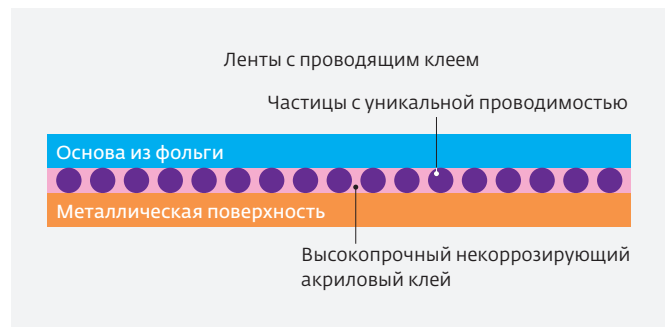 Ленты с проводящим клеем
Частицы с уникальной проводимостью
Основа из фольги
Металлическая поверхность
Высокопрочный некоррозирующий
акриловый клей